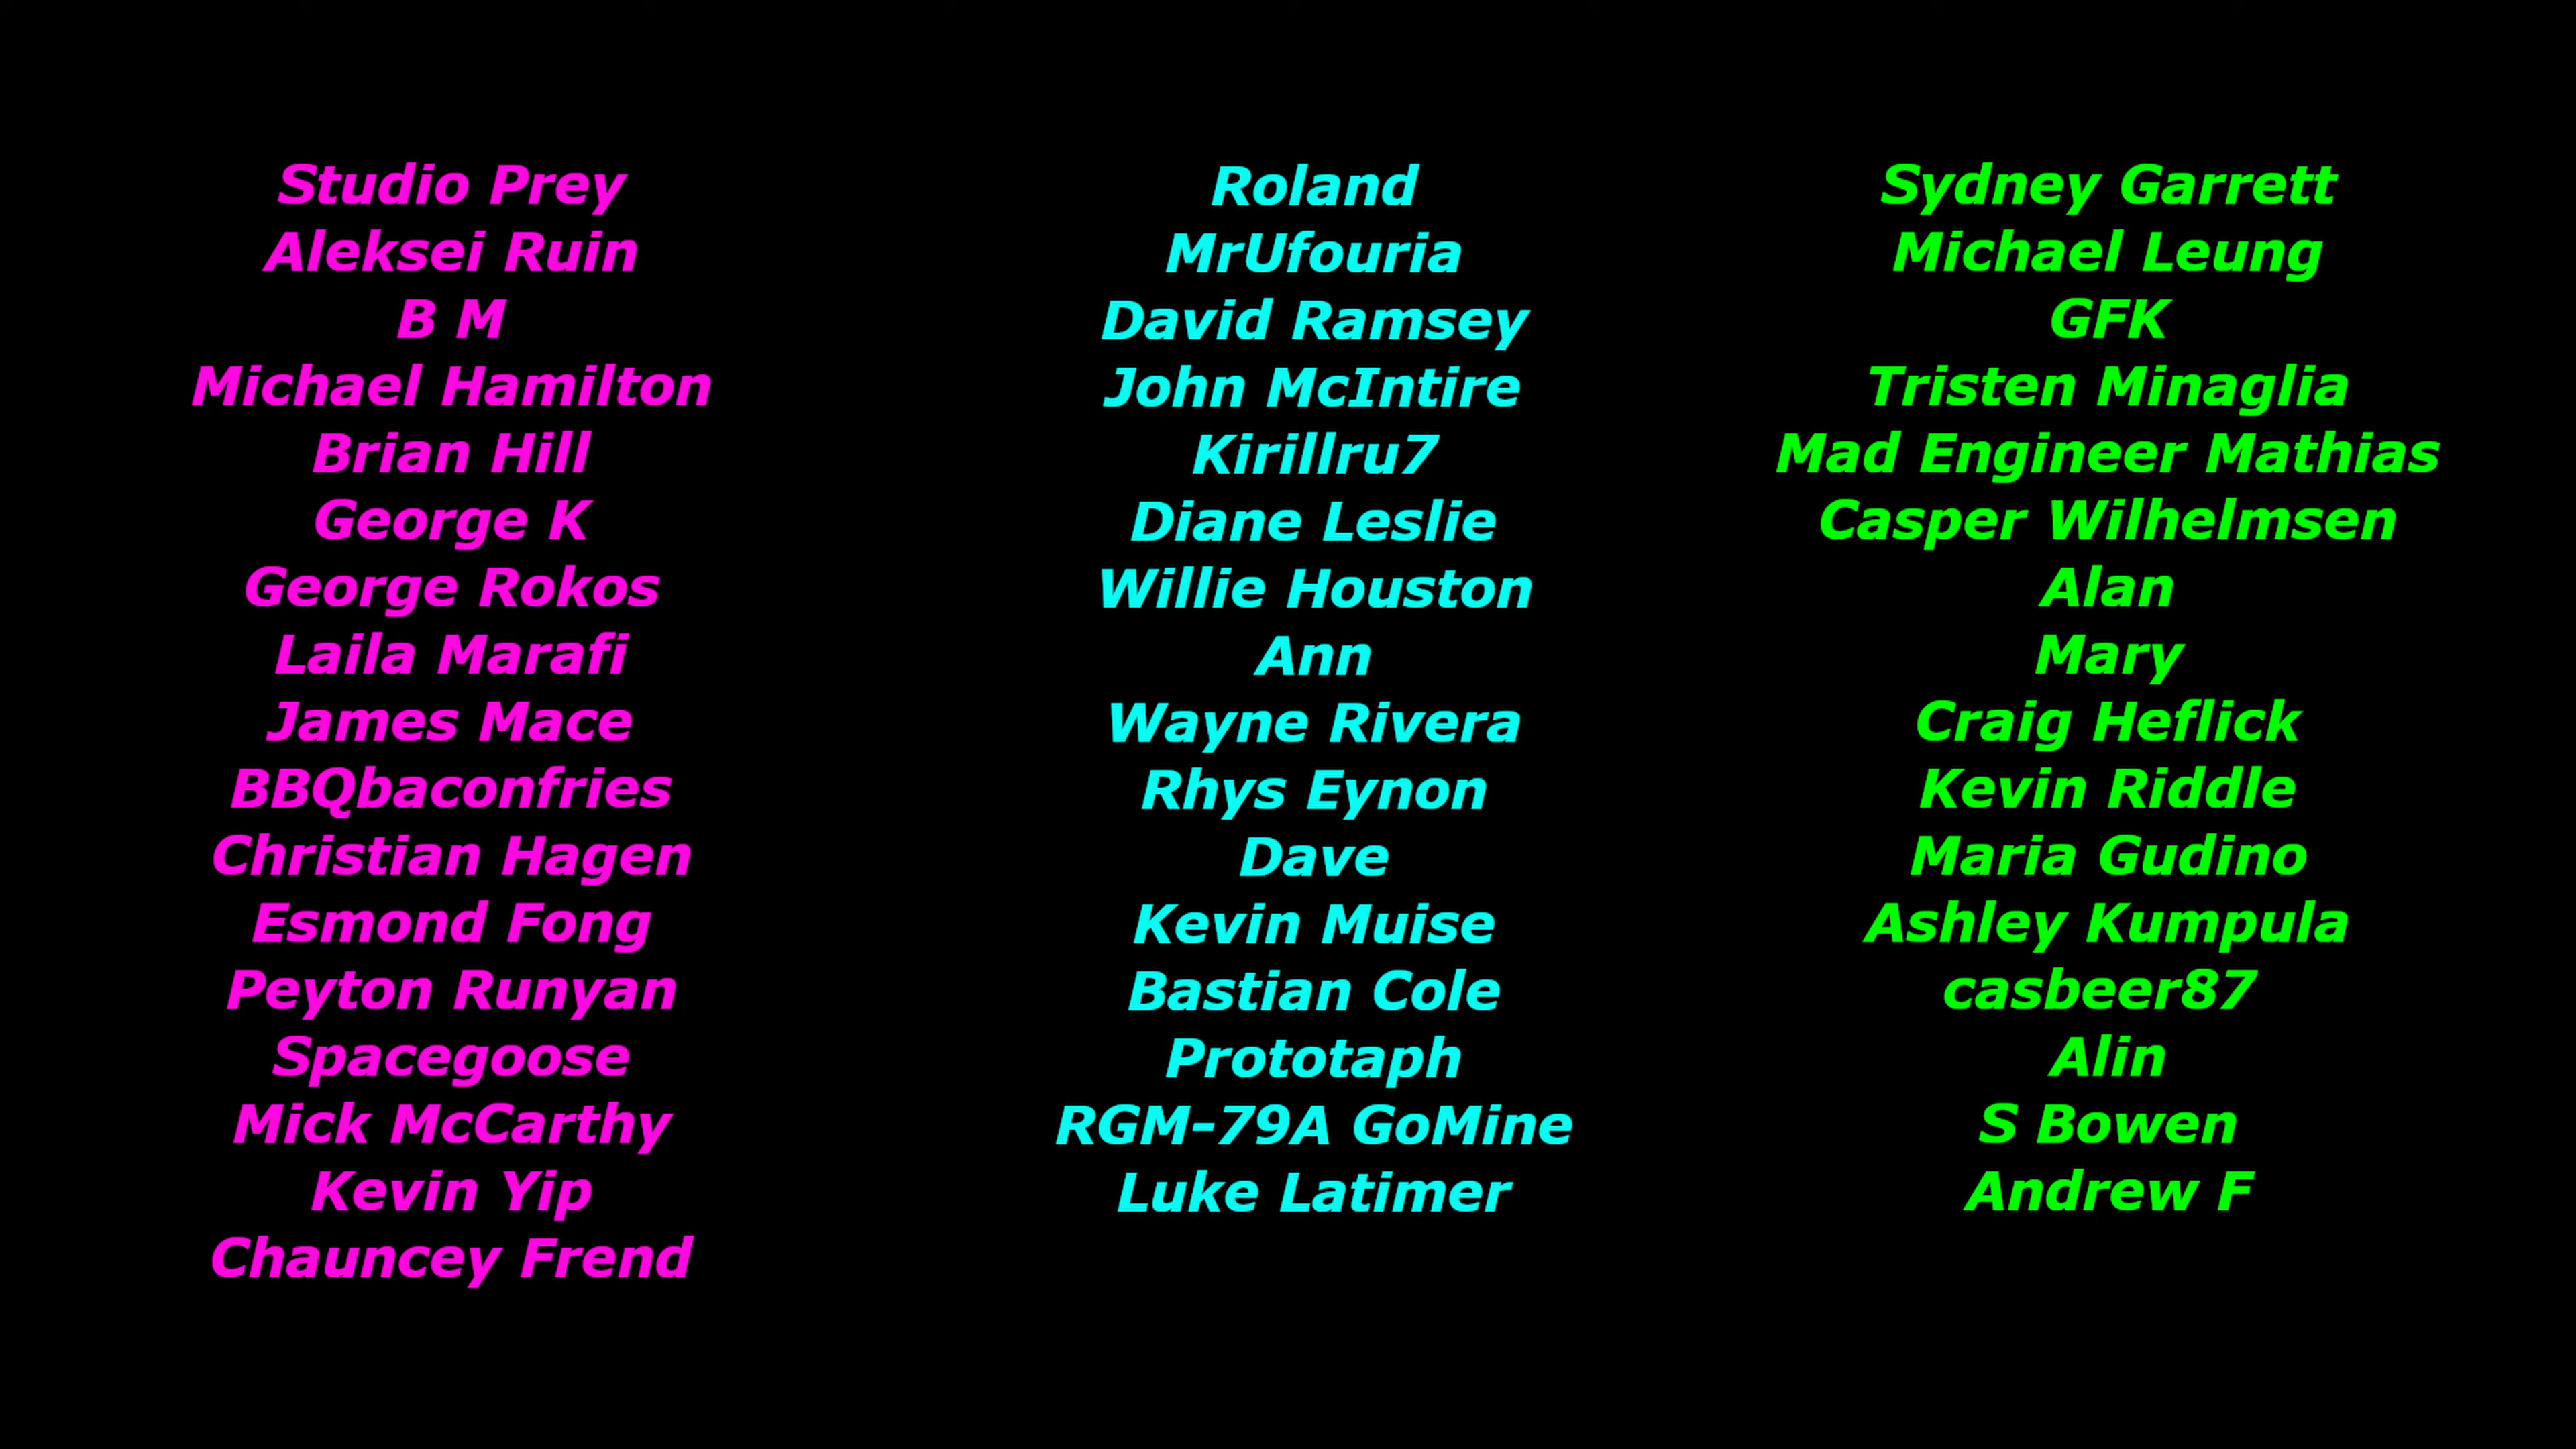 Studio Prey
Aleksei Ruin
B M
Michael Hamilton
Brian Hill
George K
George Rokos
Laila Marafi
James Mace
BBQbaconfries
Christian Hagen
Esmond Fong
Peyton Runyan
Spacegoose
Mick McCarthy
Kevin Yip
Chauncey Frend
Roland
MrUfouria
David Ramsey
John McIntire
Kirillru7
Diane Leslie
Willie Houston
Ann
Wayne Rivera
Rhys Eynon
Dave
Kevin Muise
Bastian Cole
Prototaph
RGM-79A GoMine
Luke Latimer
Sydney Garrett
Michael Leung
GFK
Tristen Minaglia
Mad Engineer Mathias
Casper Wilhelmsen
Alan
Mary
Craig Heflick
Kevin Riddle
Maria Gudino
Ashley Kumpula
casbeer87
Alin
S Bowen
Andrew F